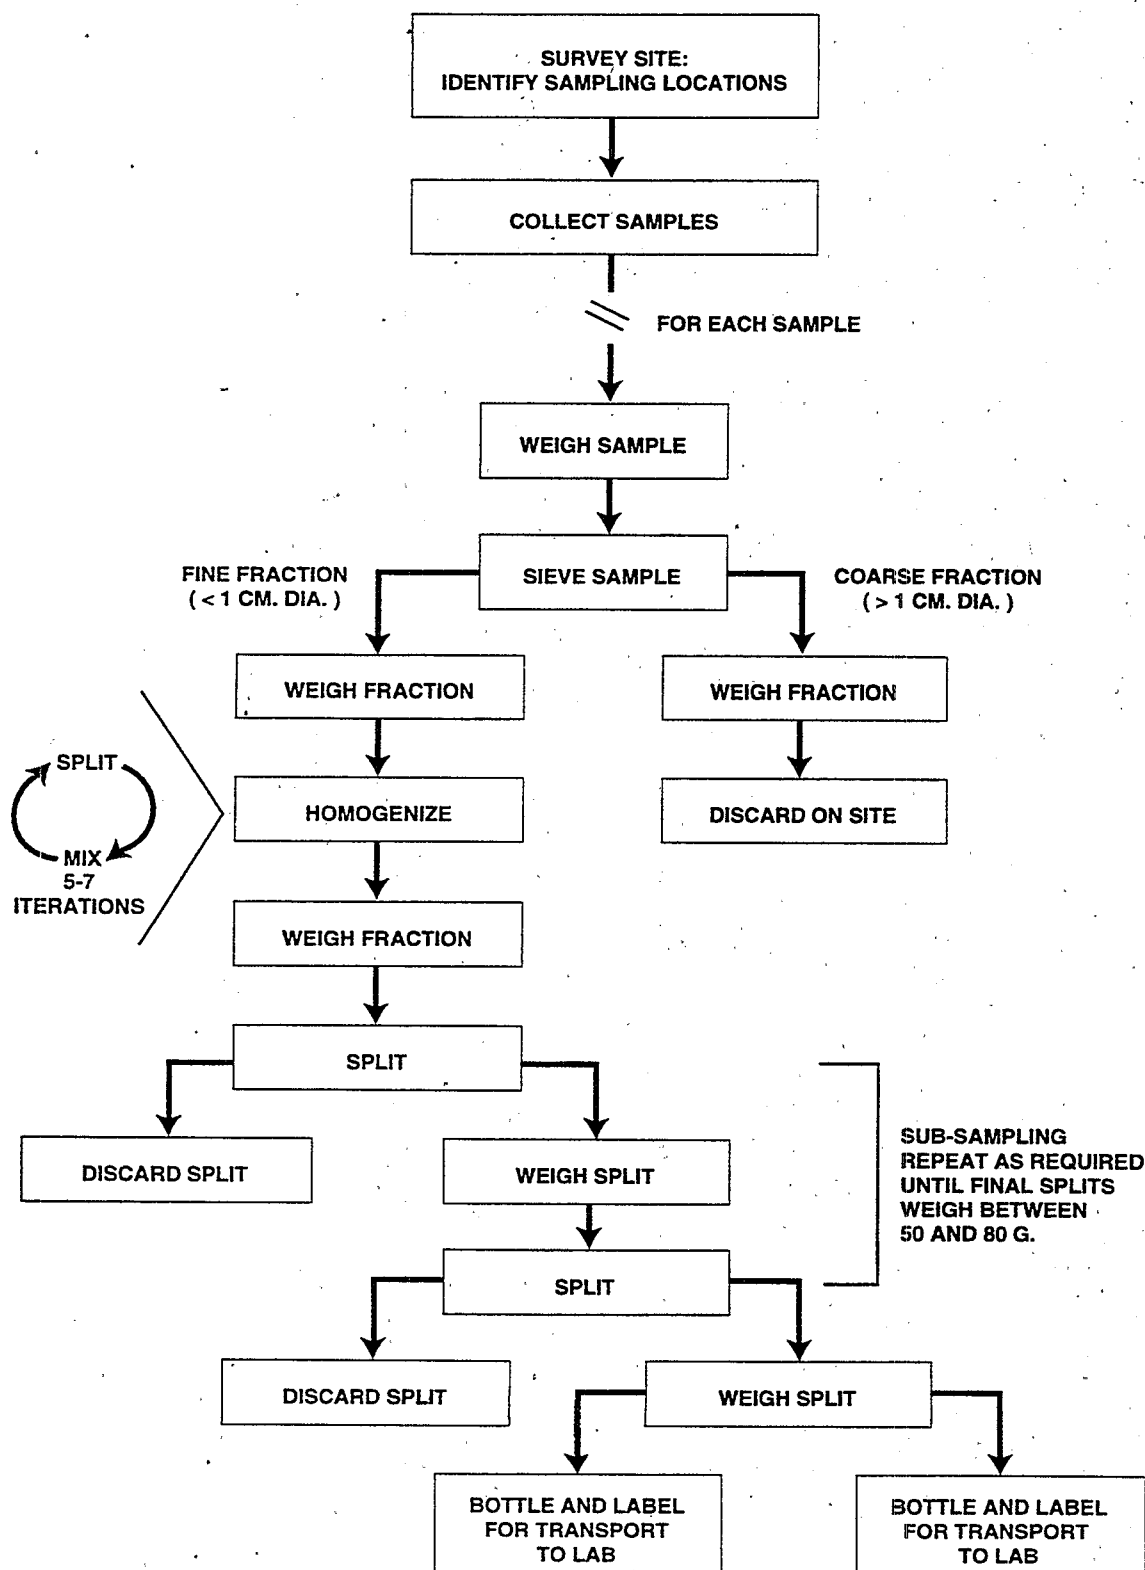 SURVEY SITE:
IDENTIFY SAMPLING LOCATIONS
COLLECT SAMPLES
FOR EACH SAMPLE
WEIGH SAMPLE
SIEVE SAMPLE
FINE FRACTION
( < 1 CM. DIA. )
COARSE FRACTION
( > 1 CM. DIA. )
WEIGH FRACTION
WEIGH FRACTION
SPLIT
MIX
5-7
ITERATIONS
HOMOGENIZE
DISCARD ON SITE
WEIGH FRACTION
SPLIT
DISCARD SPLIT
WEIGH SPLIT
SUB-SAMPLING
REPEAT AS REQUIRED
UNTIL FINAL SPLITS
WEIGH BETWEEN
50 AND 80 G.
SPLIT
DISCARD SPLIT
WEIGH SPLIT
BOTTLE AND LABEL
FOR TRANSPORT
TO LAB
BOTTLE AND LABEL
FOR TRANSPORT
TO LAB